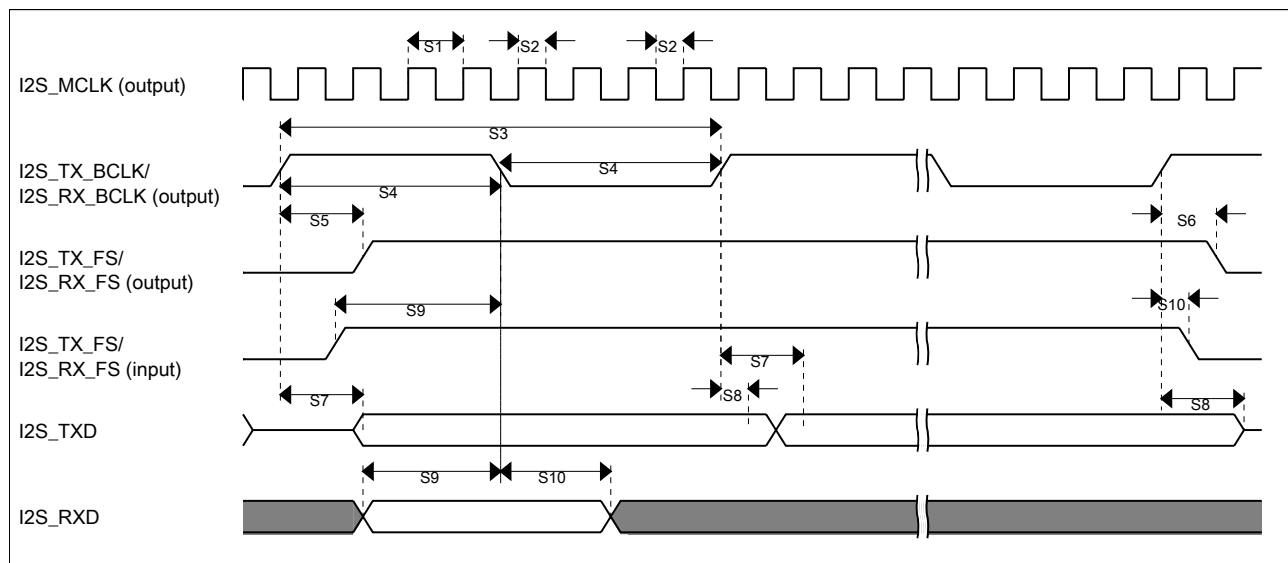 S1
S2
S2
I2S_MCLK (output)
S3
I2S_TX_BCLK/
I2S_RX_BCLK (output)
S4
S4
S5
S6
I2S_TX_FS/
I2S_RX_FS (output)
S9
S10
I2S_TX_FS/
I2S_RX_FS (input)
S7
S7
S8
S8
I2S_TXD
S9
S10
I2S_RXD